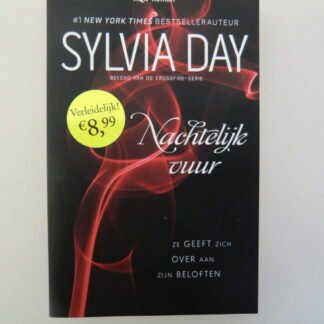 #1 NEW YORK TIMES BESTSELLERAUTEUR
SYLVIA DAY
BEKEND VAN DE CROSSFIRE-SERIE
Verleidelijk!
€8,99
Nachtelijk
vuur
ZE GEEFT ZICH
OVER AAN
ZIJN BELOFTEN